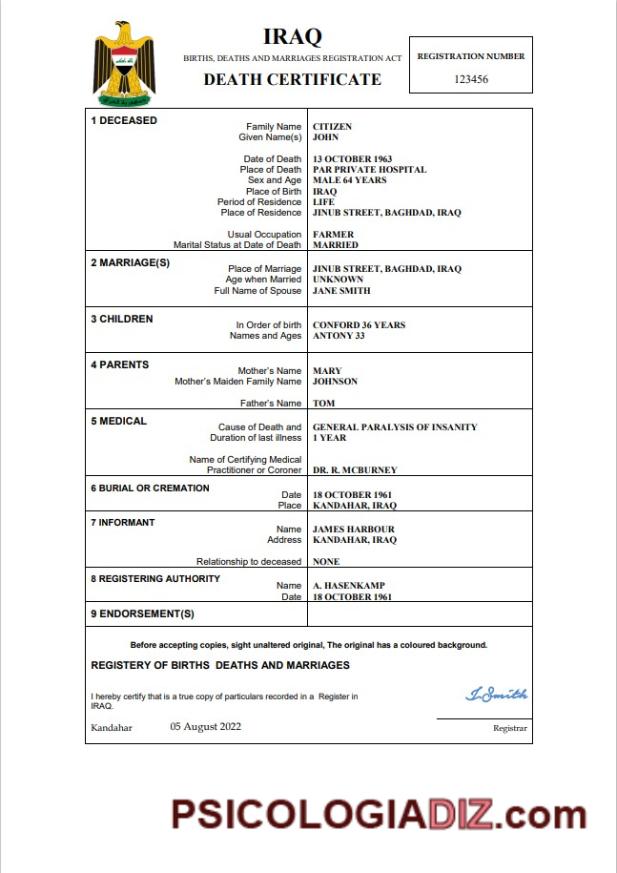 IRAQ
BIRTHS, DEATHS AND MARRIAGES REGISTRATION ACT
DEATH CERTIFICATE
REGISTRATION NUMBER
123456
1 DECEASED
Family Name CITIZEN
Given Name(s) JOHN
Date of Death 13 OCTOBER 1963
Place of Death PAR PRIVATE HOSPITAL
Sex and Age MALE 64 YEARS
Place of Birth IRAQ
Period of Residence LIFE
Place of Residence JINUB STREET, BAGHDAD, IRAQ
Usual Occupation FARMER
Marital Status at Date of Death MARRIED
2 MARRIAGE(S)
Place of Marriage JINUB STREET, BAGHDAD, IRAQ
Age when Married UNKNOWN
Full Name of Spouse JANE SMITH
3 CHILDREN
In Order of birth CONFORD 36 YEARS
Names and Ages ANTONY 33
4 PARENTS
Mother's Name MARY
Mother's Maiden Family Name JOHNSON
Father's Name TOM
5 MEDICAL
Cause of Death and GENERAL PARALYSIS OF INSANITY
Duration of last illness 1 YEAR
Name of Certifying Medical
Practitioner or Coroner DR. R. MCBURNEY
6 BURIAL OR CREMATION
Date 18 OCTOBER 1961
Place KANDAHAR, IRAQ
7 INFORMANT
Name JAMES HARBOUR
Address KANDAHAR, IRAQ
Relationship to deceased NONE
8 REGISTERING AUTHORITY
Name A. HASENKAMP
Date 18 OCTOBER 1961
9 ENDORSEMENT(S)
Before accepting copies, sight unaltered original, The original has a coloured background.
REGISTERY OF BIRTHS DEATHS AND MARRIAGES
I hereby certify that is a true copy of particulars recorded in a Register in
IRAQ.
J.Smith
Kandahar 05 August 2022
Registrar
PSICOLOGIADIZ.com